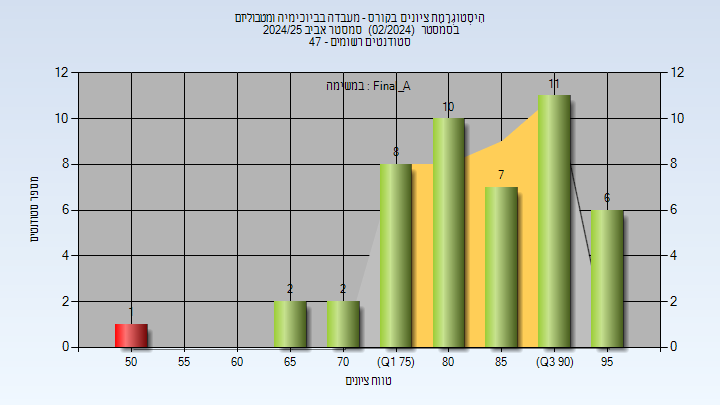 היסטוגרמת ציונים בקורס - מעבדה בביוכימיה ומטבוליזם
בסמסטר (02/2024) סמסטר אביב 2024/25
סטודנטים רשומים - 47
במשימה : Final_A
12 12
10 10
8 8
6 6
4 4
2 2
0 0
1 2 2 8 10 7 11 6
מספר סטודנטים
50 55 60 65 70 (Q1 75) 80 85 (Q3 90) 95
טווח ציונים